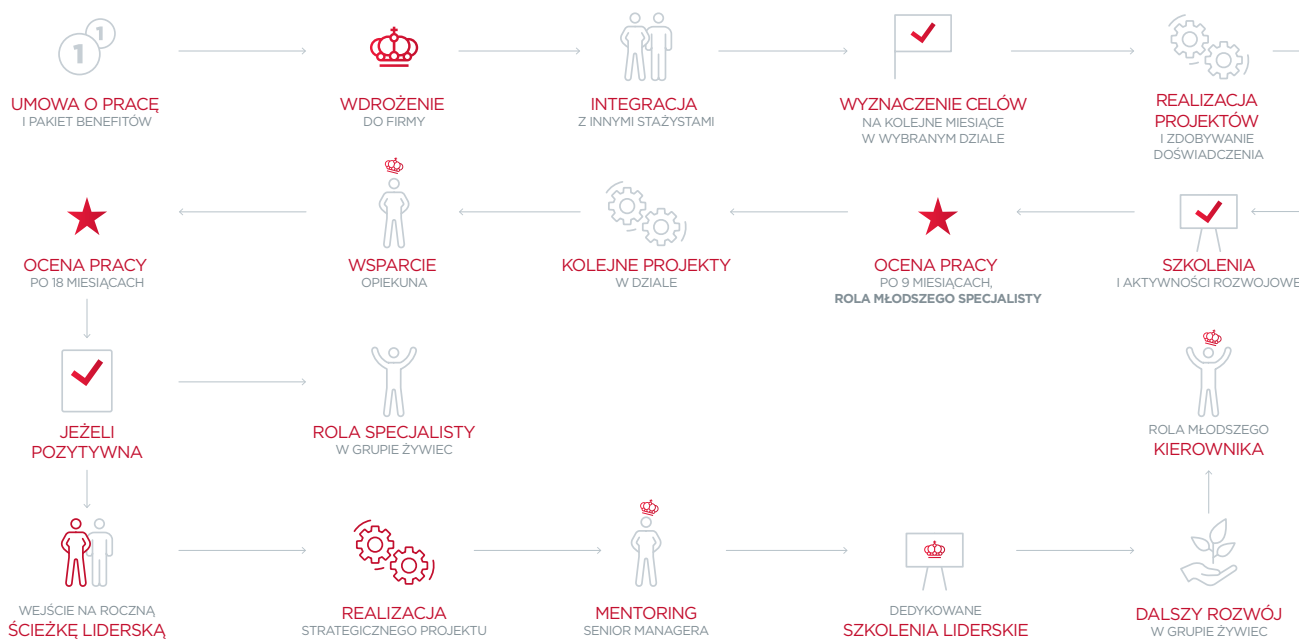 1
1
UMOWA O PRACĘ
I PAKIET BENEFITÓW
WDROŻENIE
DO FIRMY
INTEGRACJA
Z INNYMI STAŻYSTAMI
WYZNACZENIE CELÓW
NA KOLEJNE MIESIĄCE
W WYBRANYM DZIALE
REALIZACJA
PROJEKTÓW
I ZDOBYWANIE
DOŚWIADCZENIA
SZKOLENIA
I AKTYWNOŚCI ROZWOJOWE
OCENA PRACY
PO 9 MIESIĄCACH,
ROLA MŁODSZEGO SPECJALISTY
KOLEJNE PROJEKTY
W DZIALE
WSPARCIE
OPIEKUNA
OCENA PRACY
PO 18 MIESIĄCACH
JEŻELI
POZYTYWNA
ROLA SPECJALISTY
W GRUPIE ŻYWIEC
WEJŚCIE NA ROCZNĄ
ŚCIEŻKĘ LIDERSKĄ
REALIZACJA
STRATEGICZNEGO PROJEKTU
MENTORING
SENIOR MANAGERA
DEDYKOWANE
SZKOLENIA LIDERSKIE
DALSZY ROZWÓJ
W GRUPIE ŻYWIEC
ROLA MŁODSZEGO
KIEROWNIKA